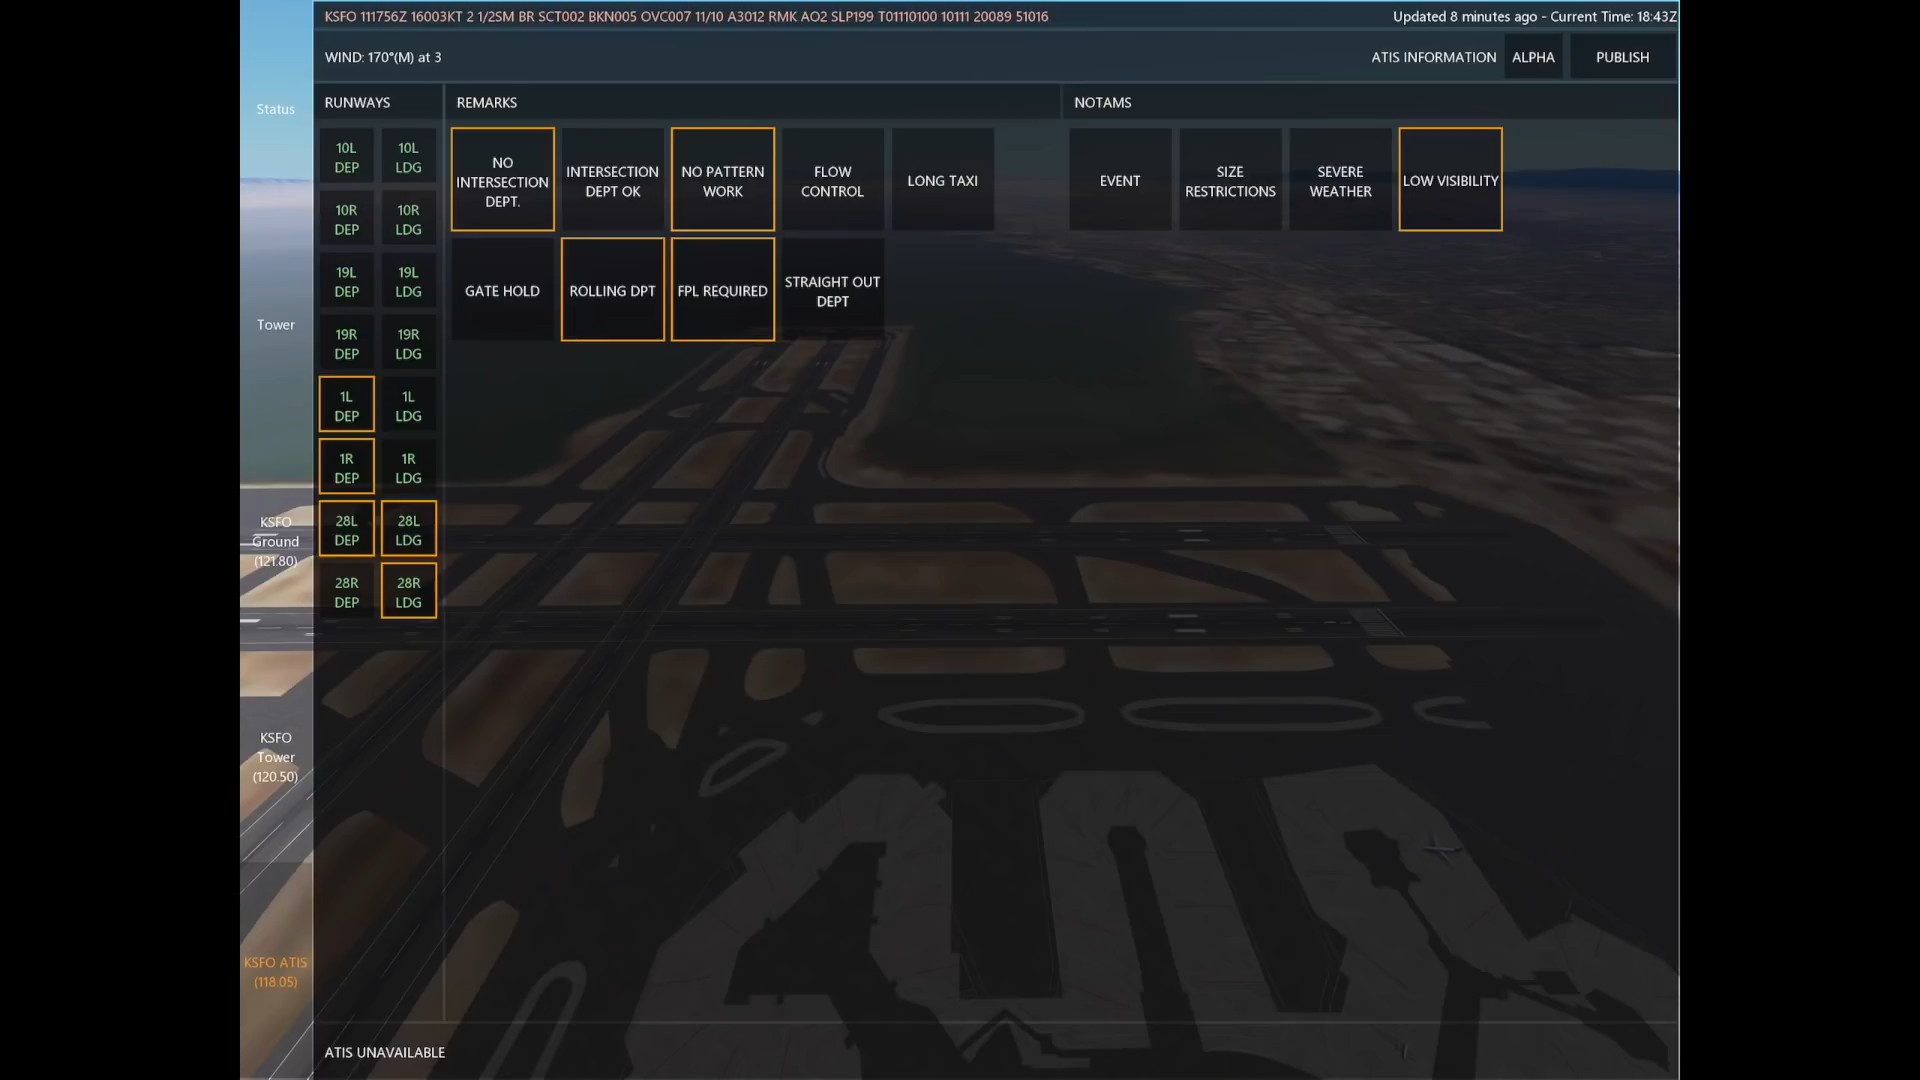 KSFO 111756Z 16003KT 2 1/2SM BR SCT002 BKN005 OVC007 11/10 A3012 RMK AO2 SLP199 T01110100 10111 20089 51016
Updated 8 minutes ago - Current Time: 18:43Z
WIND: 170°(M) at 3
ATIS INFORMATION
ALPHA
PUBLISH
Status
Tower
KSFO
Ground
(121.80)
KSFO
Tower
(120.50)
KSFO ATIS
(118.05)
RUNWAYS
10L
DEP
10L
LDG
10R
DEP
10R
LDG
19L
DEP
19L
LDG
19R
DEP
19R
LDG
1L
DEP
1L
LDG
1R
DEP
1R
LDG
28L
DEP
28L
LDG
28R
DEP
28R
LDG
REMARKS
NO
INTERSECTION
DEPT.
INTERSECTION
DEPT OK
NO PATTERN
WORK
FLOW
CONTROL
LONG TAXI
GATE HOLD
ROLLING DPT
FPL REQUIRED
STRAIGHT OUT
DEPT
NOTAMS
EVENT
SIZE
RESTRICTIONS
SEVERE
WEATHER
LOW VISIBILITY
ATIS UNAVAILABLE